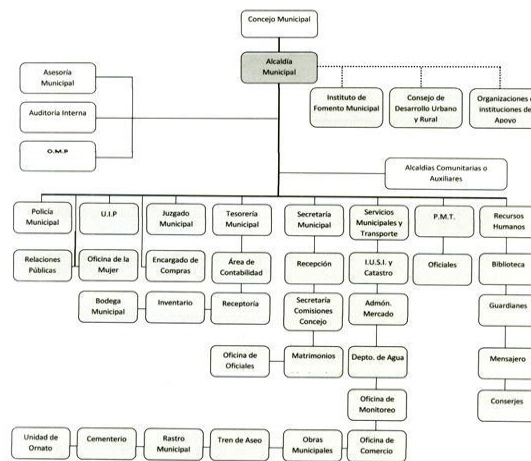 Concejo Municipal
Alcaldía
Municipal
Asesoría
Municipal
Auditoria Interna
O.M.P
Instituto de
Fomento Municipal
Consejo de
Desarrollo Urbano
y Rural
Organizaciones e
instituciones de
Apoyo
Alcaldías Comunitarias o
Auxiliares
Policía
Municipal
U.I.P
Juzgado
Municipal
Tesorería
Municipal
Secretaría
Municipal
Servicios
Municipales y
Transporte
P.M.T.
Recursos
Humanos
Relaciones
Públicas
Oficina de la
Mujer
Encargado de
Compras
Área de
Contabilidad
Recepción
I.U.S.I. y
Catastro
Oficiales
Biblioteca
Bodega
Municipal
Inventario
Receptoría
Secretaría
Comisiones
Concejo
Admón.
Mercado
Guardianes
Oficina de
Oficiales
Matrimonios
Depto. de Agua
Mensajero
Oficina de
Monitoreo
Conserjes
Unidad de
Ornato
Cementerio
Rastro
Municipal
Tren de Aseo
Obras
Municipales
Oficina de
Comercio